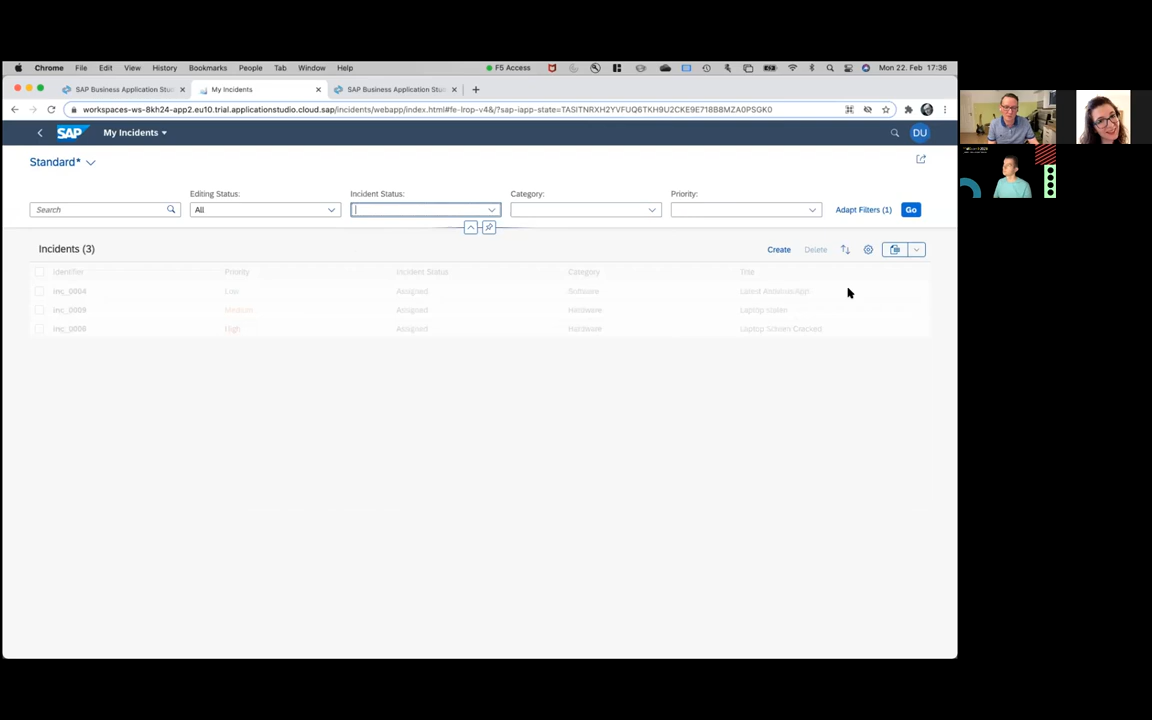 Chrome File Edit View History Bookmarks People Tab Window Help F5 Access Mon 22. Feb 17:36
SAP Business Application Stu My Incidents SAP Business Application Stu
workspaces-ws-8kh24-app2.eu10.trial.applicationstudio.cloud.sap/incidents/webapp/index.html#fe-lrop-v4&/?sap-iapp-state=TASITNRXH2YVFUQ6TKH9U2CKE9E718B8MZA0PSGK0
SAP My Incidents DU
Standard*
Editing Status: Incident Status: Category: Priority:
Search All Adapt Filters (1) Go
Incidents (3) Create Delete
Identifier Priority Incident Status Category Title
inc_0004 Low Assigned Software
inc_0009 Medium Assigned Hardware Laptop stolen
inc_0006 High Assigned Hardware Laptop Screen Cracked